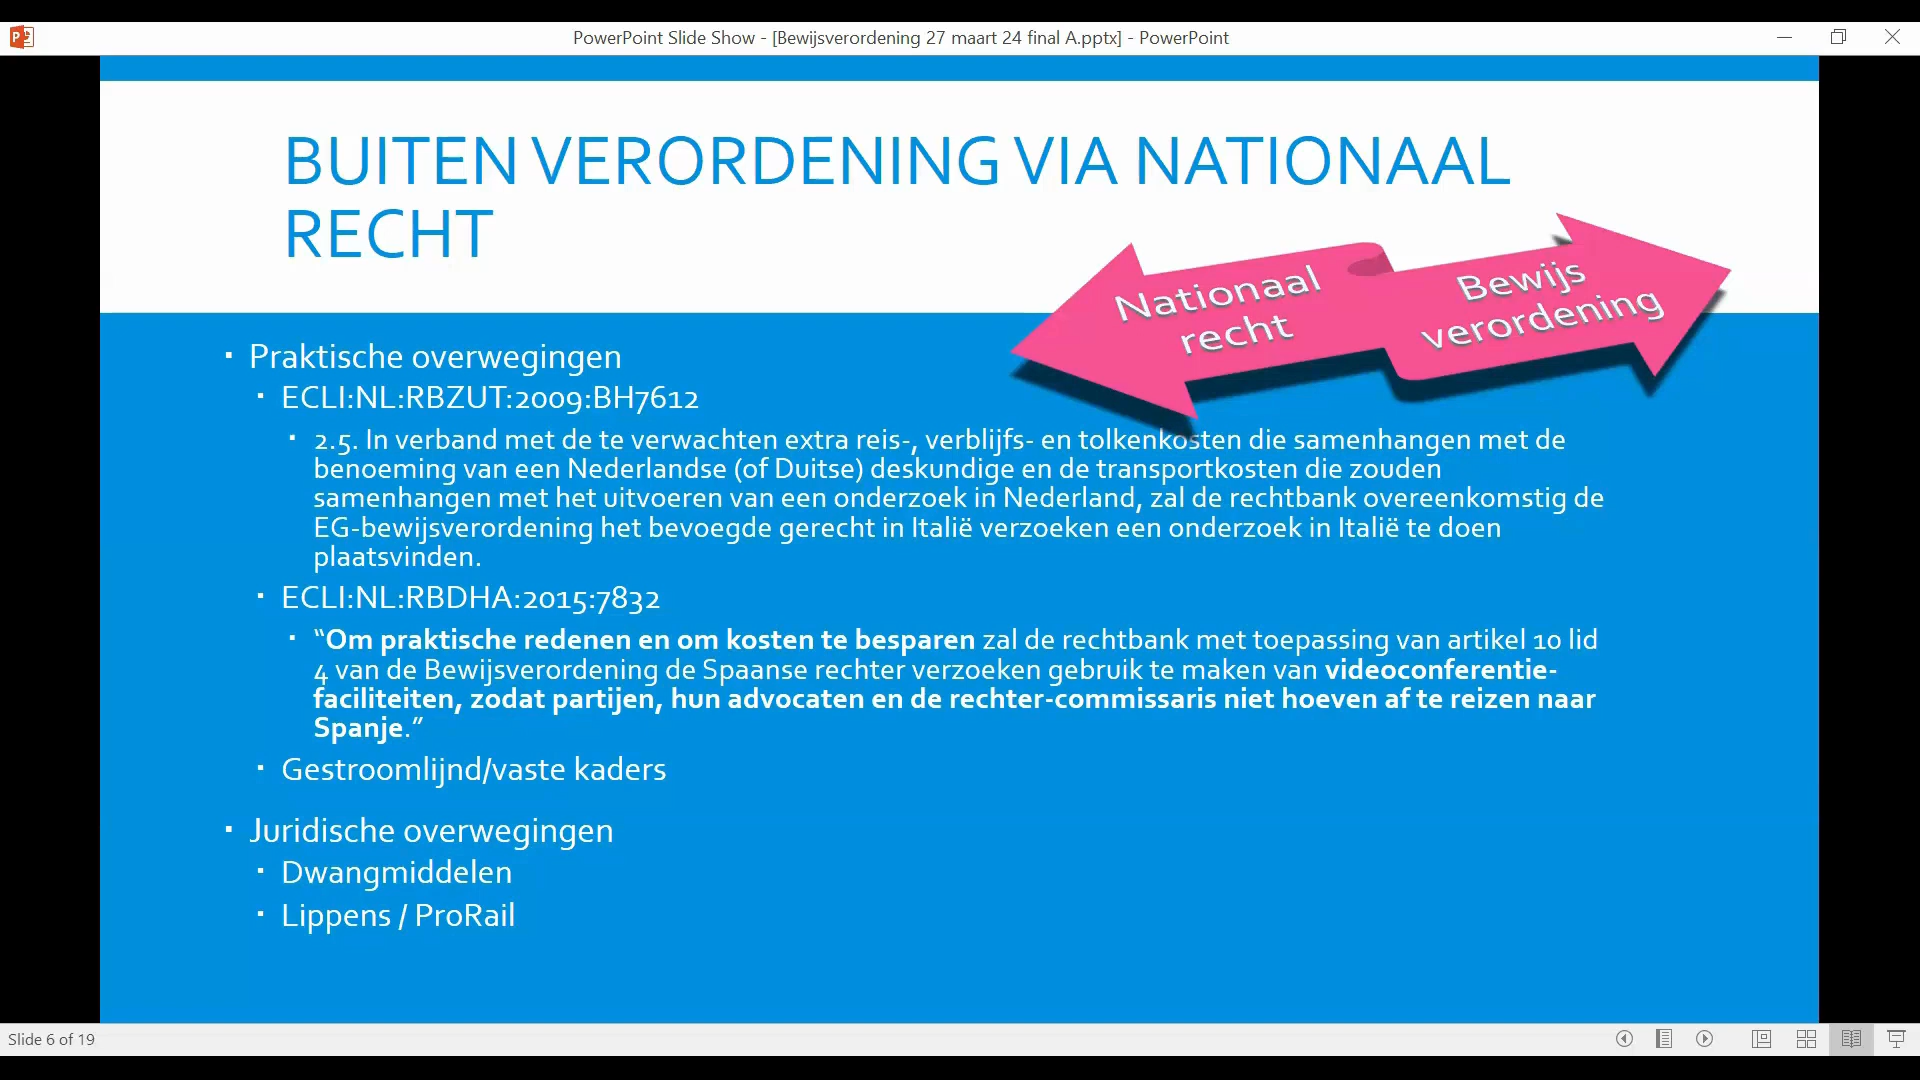 PowerPoint Slide Show - [Bewijsverordening 27 maart 24 final A.pptx] - PowerPoint
BUITEN VERORDENING VIA NATIONAAL
RECHT
Nationaal
recht
Bewijs
verordening
▪ Praktische overwegingen
▪ ECLI:NL:RBZUT:2009:BH7612
▪ 2.5. In verband met de te verwachten extra reis-, verblijfs- en tolkenkosten die samenhangen met de
benoeming van een Nederlandse (of Duitse) deskundige en de transportkosten die zouden
samenhangen met het uitvoeren van een onderzoek in Nederland, zal de rechtbank overeenkomstig de
EG-bewijsverordening het bevoegde gerecht in Italië verzoeken een onderzoek in Italië te doen
plaatsvinden.
▪ ECLI:NL:RBDHA:2015:7832
▪ “Om praktische redenen en om kosten te besparen zal de rechtbank met toepassing van artikel 10 lid
4 van de Bewijsverordening de Spaanse rechter verzoeken gebruik te maken van videoconferentie-
faciliteiten, zodat partijen, hun advocaten en de rechter-commissaris niet hoeven af te reizen naar
Spanje.”
▪ Gestroomlijnd/vaste kaders
▪ Juridische overwegingen
▪ Dwangmiddelen
▪ Lippens / ProRail
Slide 6 of 19